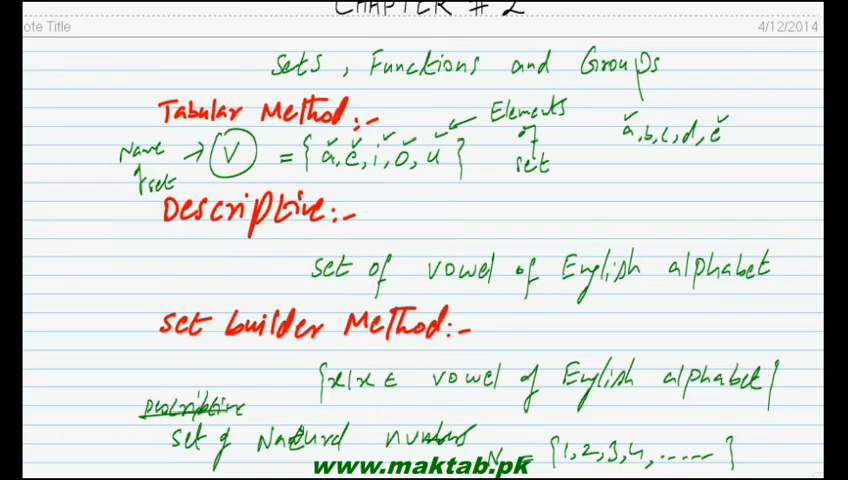 CHAPTER # 2
ote Title
4/12/2014
Sets, Functions and Groups
Tabular Method:-
Elements of set
a, b, c, d, e
Name of set → V = { a, e, i, o, u }
Descriptive:-
set of vowel of English alphabet
Set builder Method:-
{x|x ∈ vowel of English alphabet}
Descriptive
set of Natural numbers N = {1, 2, 3, 4, ......}
www.maktab.pk